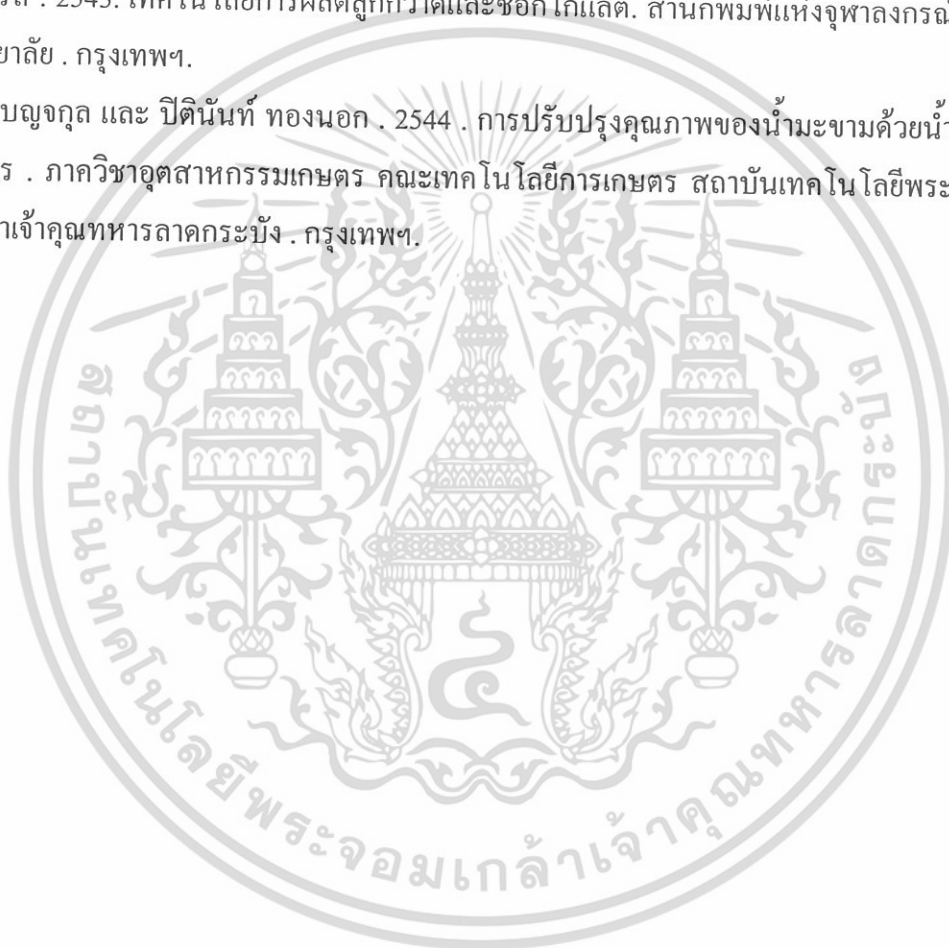 . 2543. เทคโนโลยีการผลิตลูกกวาดและช็อกโกแลต. สำนักพิมพ์แห่งจุฬาลงกรณ์
ยาลัย . กรุงเทพฯ.
บญจกุล และ ปิตินันท์ ทองนอก . 2544 . การปรับปรุงคุณภาพของน้ำมะขามด้วยน้ำ
ร . ภาควิชาอุตสาหกรรมเกษตร คณะเทคโนโลยีการเกษตร สถาบันเทคโนโลยีพระ
าเจ้าคุณทหารลาดกระบัง . กรุงเทพฯ.
สถาบันเทคโนโลยีพระจอมเกล้าเจ้าคุณทหารลาดกระบัง
๔